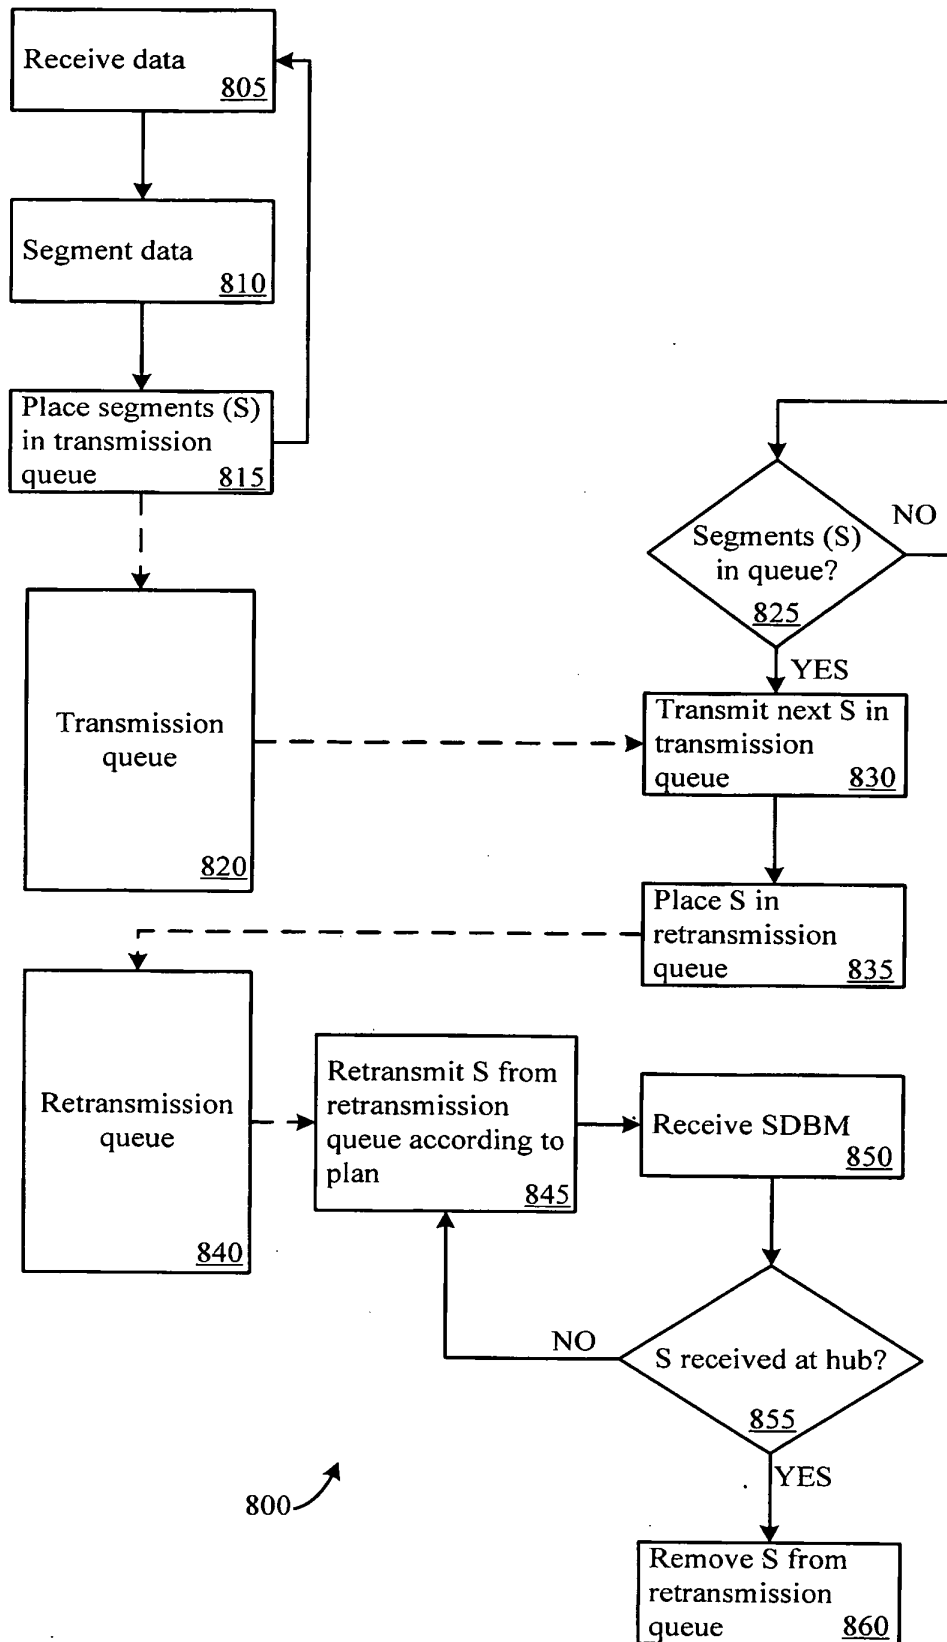 Receive data
805
Segment data
810
Place segments (S)
in transmission
queue
815
Transmission
queue
820
Segments (S)
in queue?
825
NO
YES
Transmit next S in
transmission
queue
830
Place S in
retransmission
queue
835
Retransmission
queue
840
Retransmit S from
retransmission
queue according to
plan
845
Receive SDBM
850
S received at hub?
855
NO
YES
Remove S from
retransmission
queue
860
800